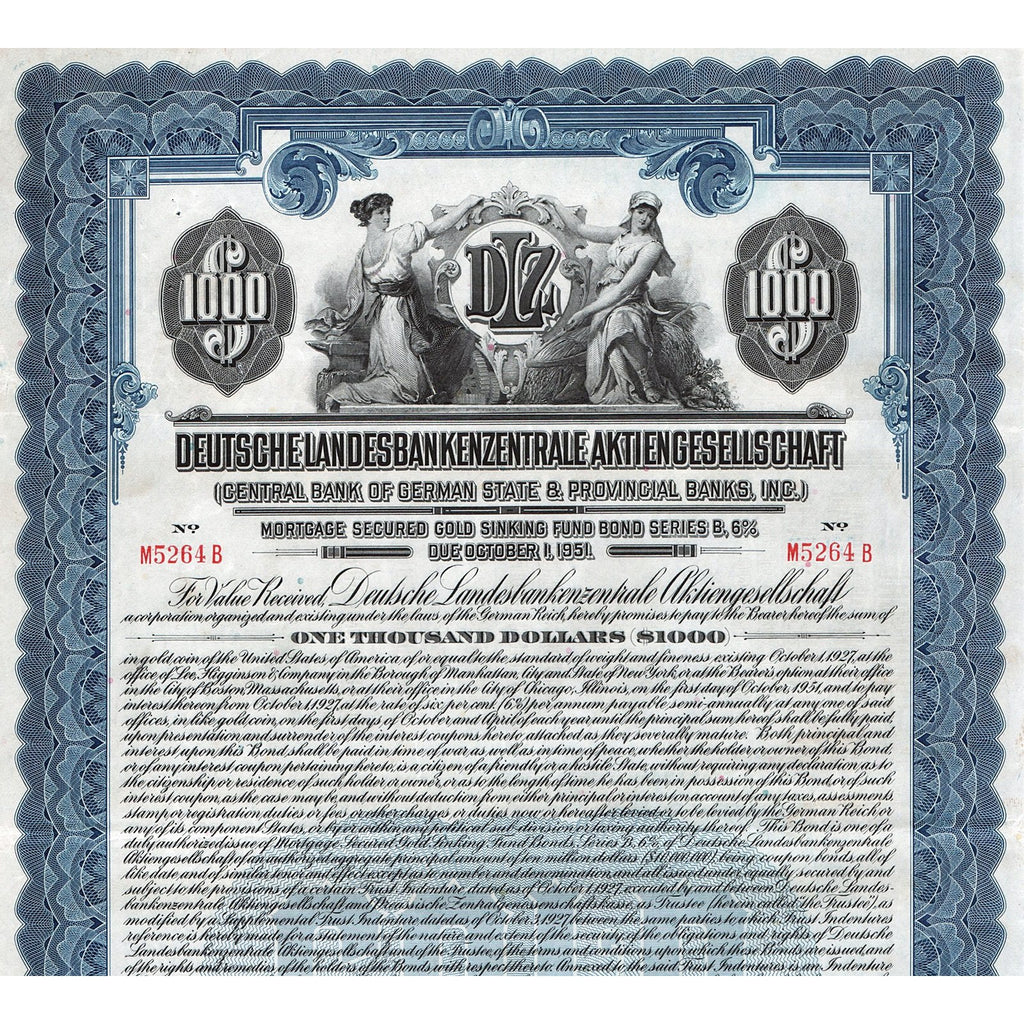 $1000
DLZ
$1000
DEUTSCHE LANDESBANKENZENTRALE AKTIENGESELLSCHAFT
(CENTRAL BANK OF GERMAN STATE & PROVINCIAL BANKS, INC.)
Nº
MORTGAGE SECURED GOLD SINKING FUND BOND SERIES B, 6%
Nº
M5264 B
DUE OCTOBER 1, 1951.
M5264 B
For Value Received, Deutsche Landesbankenzentrale Aktiengesellschaft
a corporation organized and existing under the laws of the German Reich, hereby promises to pay to the Bearer hereof the sum of
ONE THOUSAND DOLLARS ($1000)
in gold coin of the United States of America of or equal to the standard of weight and fineness existing October 1, 1927, at the
office of Lee, Higginson & Company in the Borough of Manhattan, City and State of New York, or at the Bearer's option at their office
in the City of Boston, Massachusetts, or at their office in the City of Chicago, Illinois, on the first day of October 1951, and to pay
interest thereon from October 1, 1927, at the rate of six per cent. (6%) per annum, payable semi-annually at any one of said
offices, in like gold coin, on the first days of October and April of each year until the principal sum hereof shall be fully paid,
upon presentation and surrender of the interest coupons hereto attached as they severally mature. Both principal and
interest upon this Bond shall be paid in time of war as well as in time of peace, whether the holder or owner of this Bond
or of any interest coupon pertaining hereto, is a citizen of a friendly or a hostile State, without requiring any declaration as to
the citizenship or residence of such holder or owner, or as to the length of time he has been in possession of this Bond or of such
interest coupon, as the case may be, and without deduction from either principal or interest on account of any taxes, assessments,
stamp or registration duties or fees or other charges or duties now or hereafter levied or to be levied by the German Reich or
any of its component States, or by or within any political sub-division or taxing authority thereof. This Bond is one of a
duly authorized issue of Mortgage Secured Gold Sinking Fund Bonds, Series B, 6% of Deutsche Landesbankenzentrale
Aktiengesellschaft of an authorized aggregate principal amount of ten million dollars ($10,000,000), being coupon bonds, all of
like date, and of similar tenor and effect except as to number and denomination, and all issued under, equally secured by and
subject to the provisions of a certain Trust Indenture dated as of October 1, 1927, executed by and between Deutsche Landes-
bankenzentrale Aktiengesellschaft and Preussische Zentralgenossenschaftskasse, as Trustee (herein called the Trustee), as
modified by a Supplemental Trust Indenture dated as of October 3, 1927 between the same parties to which Trust Indentures
reference is hereby made for a statement of the nature and extent of the security, of the obligations and rights of Deutsche
Landesbankenzentrale Aktiengesellschaft and of the Trustee, of the terms and conditions upon which these Bonds are issued, and
of the rights and remedies of the holders of the Bonds with respect thereto. Annexed to the said Trust Indentures is an Indenture